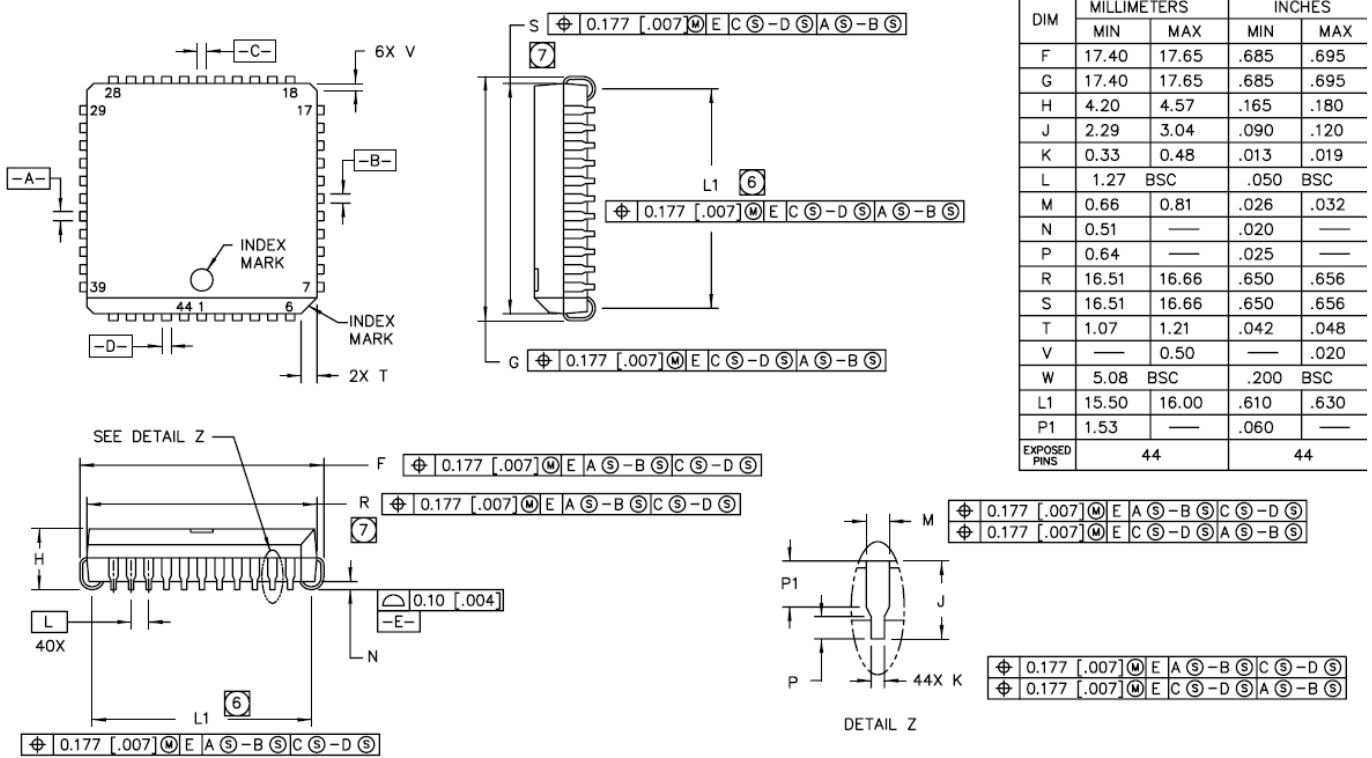 -C-
6X V
28
18
29
17
-A-
-B-
INDEX
MARK
39
7
44 1
6
INDEX
MARK
-D-
2X T
S ⌖ 0.177 [.007]Ⓜ E C Ⓢ-D Ⓢ A Ⓢ-B Ⓢ
7
L1 6
⌖ 0.177 [.007]Ⓜ E C Ⓢ-D Ⓢ A Ⓢ-B Ⓢ
G ⌖ 0.177 [.007]Ⓜ E C Ⓢ-D Ⓢ A Ⓢ-B Ⓢ
DIM MILLIMETERS INCHES
MIN MAX MIN MAX
F 17.40 17.65 .685 .695
G 17.40 17.65 .685 .695
H 4.20 4.57 .165 .180
J 2.29 3.04 .090 .120
K 0.33 0.48 .013 .019
L 1.27 BSC .050 BSC
M 0.66 0.81 .026 .032
N 0.51 — .020 —
P 0.64 — .025 —
R 16.51 16.66 .650 .656
S 16.51 16.66 .650 .656
T 1.07 1.21 .042 .048
V — 0.50 — .020
W 5.08 BSC .200 BSC
L1 15.50 16.00 .610 .630
P1 1.53 — .060 —
EXPOSED PINS 44 44
SEE DETAIL Z
F ⌖ 0.177 [.007]Ⓜ E A Ⓢ-B Ⓢ C Ⓢ-D Ⓢ
R ⌖ 0.177 [.007]Ⓜ E A Ⓢ-B Ⓢ C Ⓢ-D Ⓢ
7
H
⌓ 0.10 [.004]
-E-
L
40X
N
L1 6
⌖ 0.177 [.007]Ⓜ E A Ⓢ-B Ⓢ C Ⓢ-D Ⓢ
M ⌖ 0.177 [.007]Ⓜ E A Ⓢ-B Ⓢ C Ⓢ-D Ⓢ
⌖ 0.177 [.007]Ⓜ E C Ⓢ-D Ⓢ A Ⓢ-B Ⓢ
P1
J
P
44X K
⌖ 0.177 [.007]Ⓜ E A Ⓢ-B Ⓢ C Ⓢ-D Ⓢ
⌖ 0.177 [.007]Ⓜ E C Ⓢ-D Ⓢ A Ⓢ-B Ⓢ
DETAIL Z